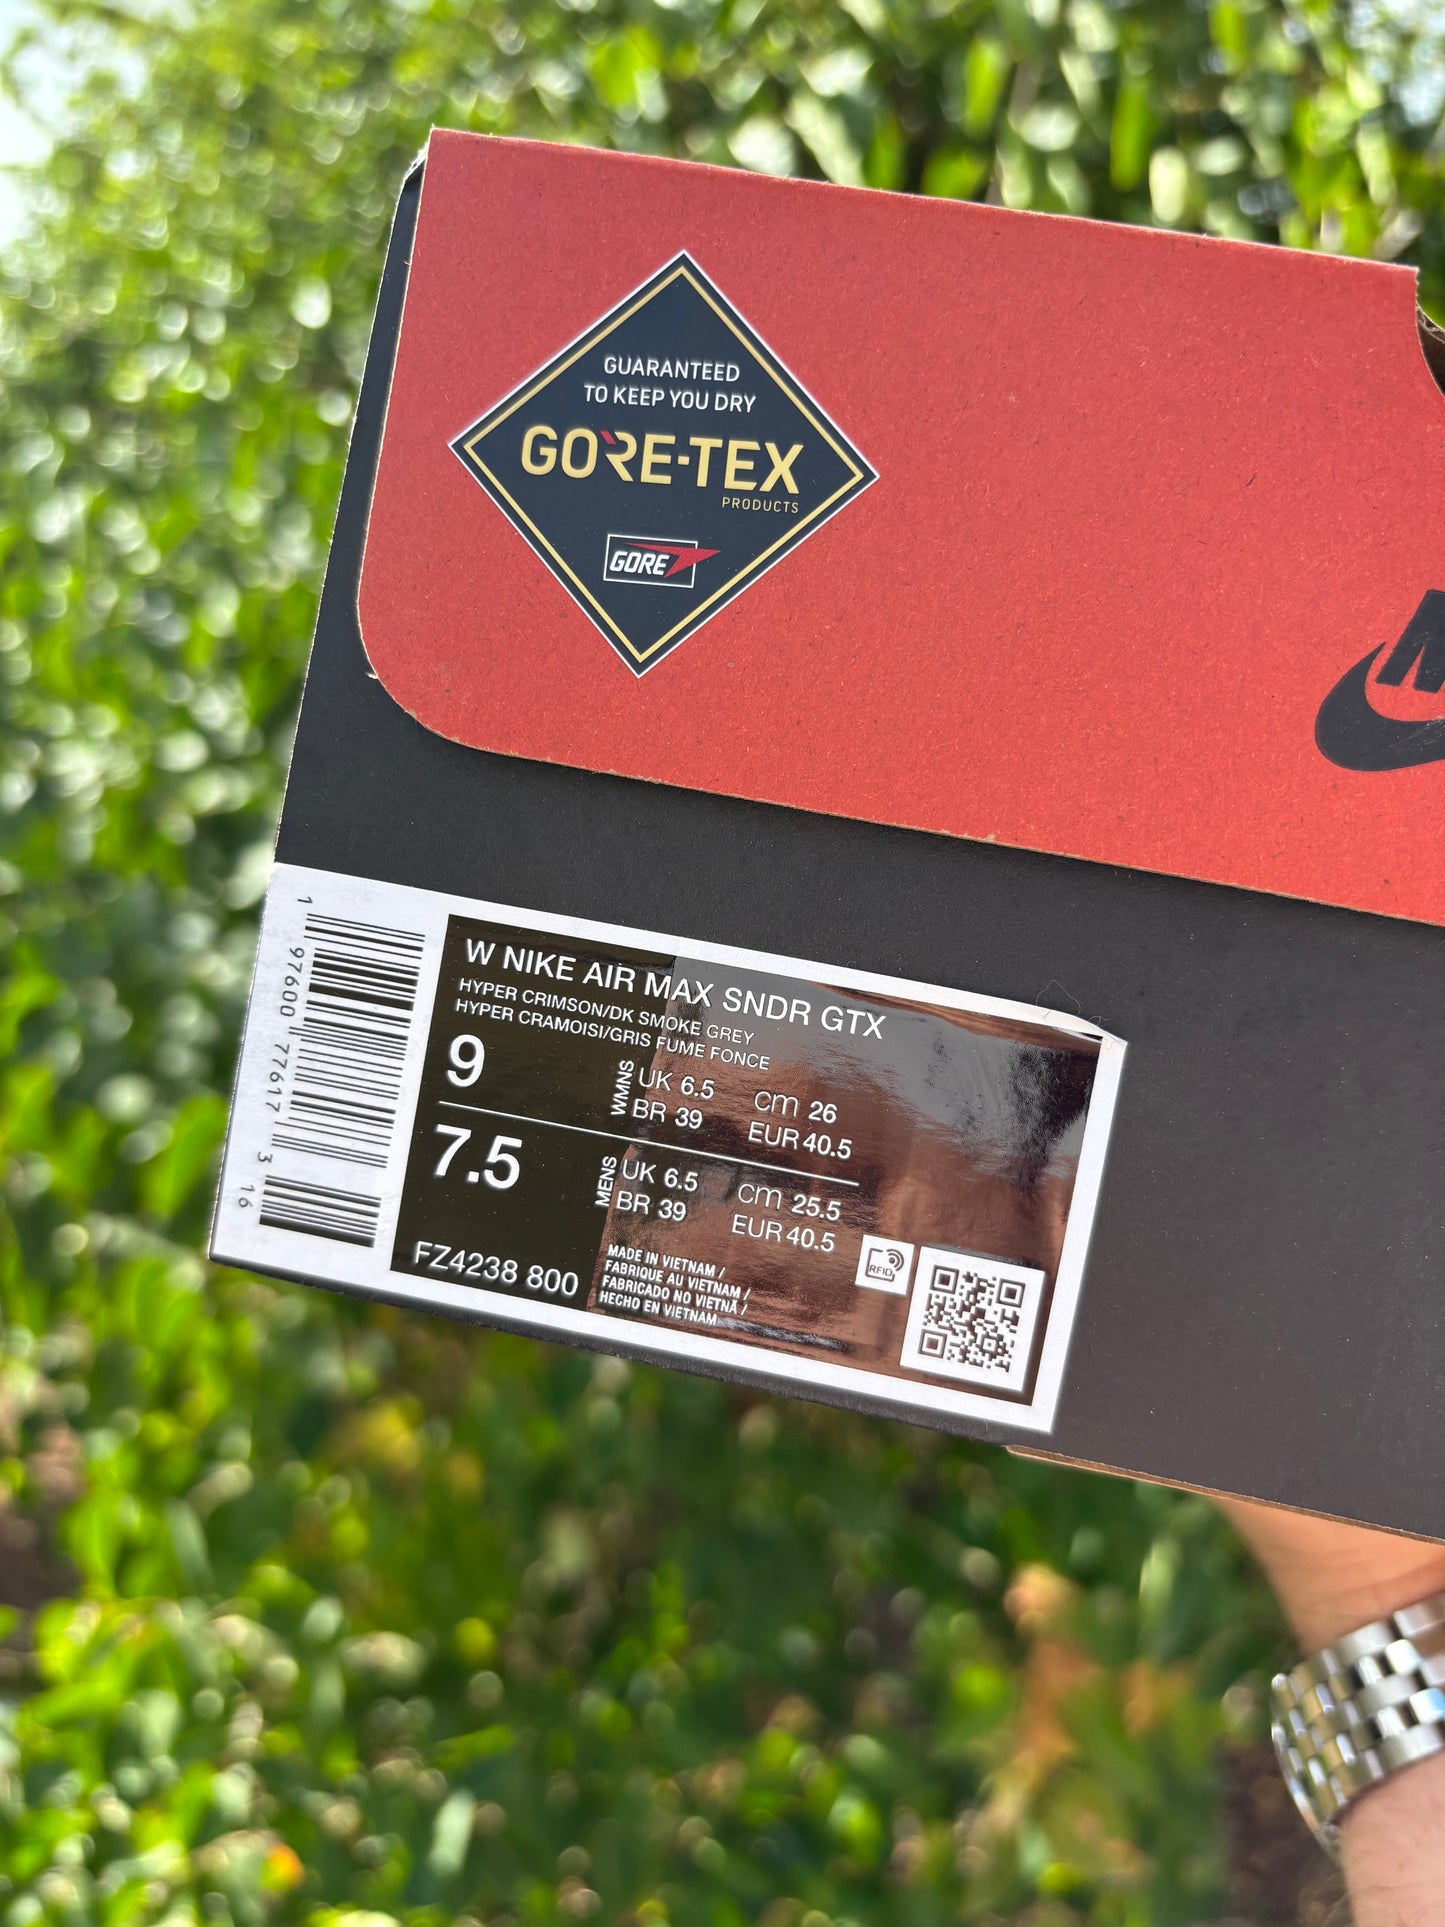 GUARANTEED
TO KEEP YOU DRY
GORE-TEX
PRODUCTS
GORE
W NIKE AIR MAX SNDR GTX
HYPER CRIMSON/DK SMOKE GREY
HYPER CRAMOISI/GRIS FUME FONCE
9 WMNS UK 6.5 CM 26
BR 39 EUR 40.5
7.5 MENS UK 6.5 CM 25.5
BR 39 EUR 40.5
FZ4238 800
MADE IN VIETNAM /
FABRIQUE AU VIETNAM /
FABRICADO NO VIETNÃ /
HECHO EN VIETNAM
RFID
1 97600 77617 3 16